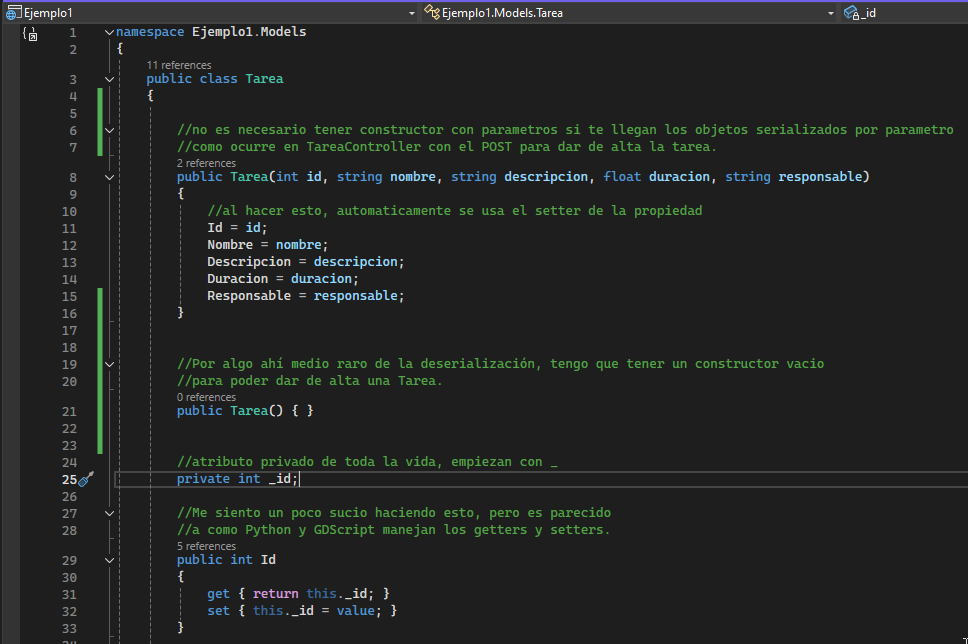 Ejemplo1 Ejemplo1.Models.Tarea _id
1 namespace Ejemplo1.Models
2 {
11 references
3 public class Tarea
4 {
5
6 //no es necesario tener constructor con parametros si te llegan los objetos serializados por parametro
7 //como ocurre en TareaController con el POST para dar de alta la tarea.
2 references
8 public Tarea(int id, string nombre, string descripcion, float duracion, string responsable)
9 {
10 //al hacer esto, automaticamente se usa el setter de la propiedad
11 Id = id;
12 Nombre = nombre;
13 Descripcion = descripcion;
14 Duracion = duracion;
15 Responsable = responsable;
16 }
17
18
19 //Por algo ahí medio raro de la deserialización, tengo que tener un constructor vacio
20 //para poder dar de alta una Tarea.
0 references
21 public Tarea() { }
22
23
24 //atributo privado de toda la vida, empiezan con _
25 private int _id;
26
27 //Me siento un poco sucio haciendo esto, pero es parecido
28 //a como Python y GDScript manejan los getters y setters.
5 references
29 public int Id
30 {
31 get { return this._id; }
32 set { this._id = value; }
33 }